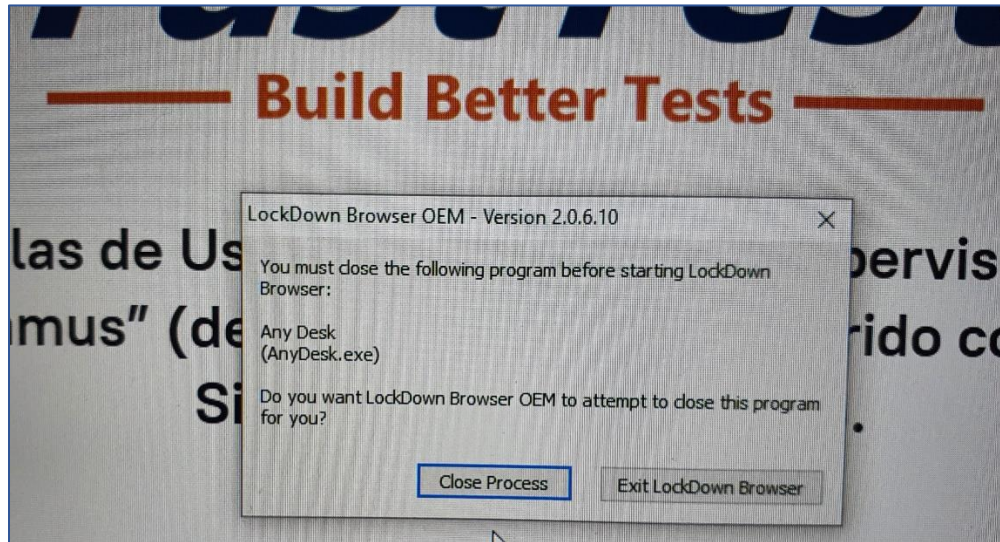 Build Better Tests
LockDown Browser OEM - Version 2.0.6.10
You must close the following program before starting LockDown
Browser:
Any Desk
(AnyDesk.exe)
Do you want LockDown Browser OEM to attempt to close this program
for you?
Close Process
Exit LockDown Browser
las de Us
pervis
mus" (de
rido co
Si
.